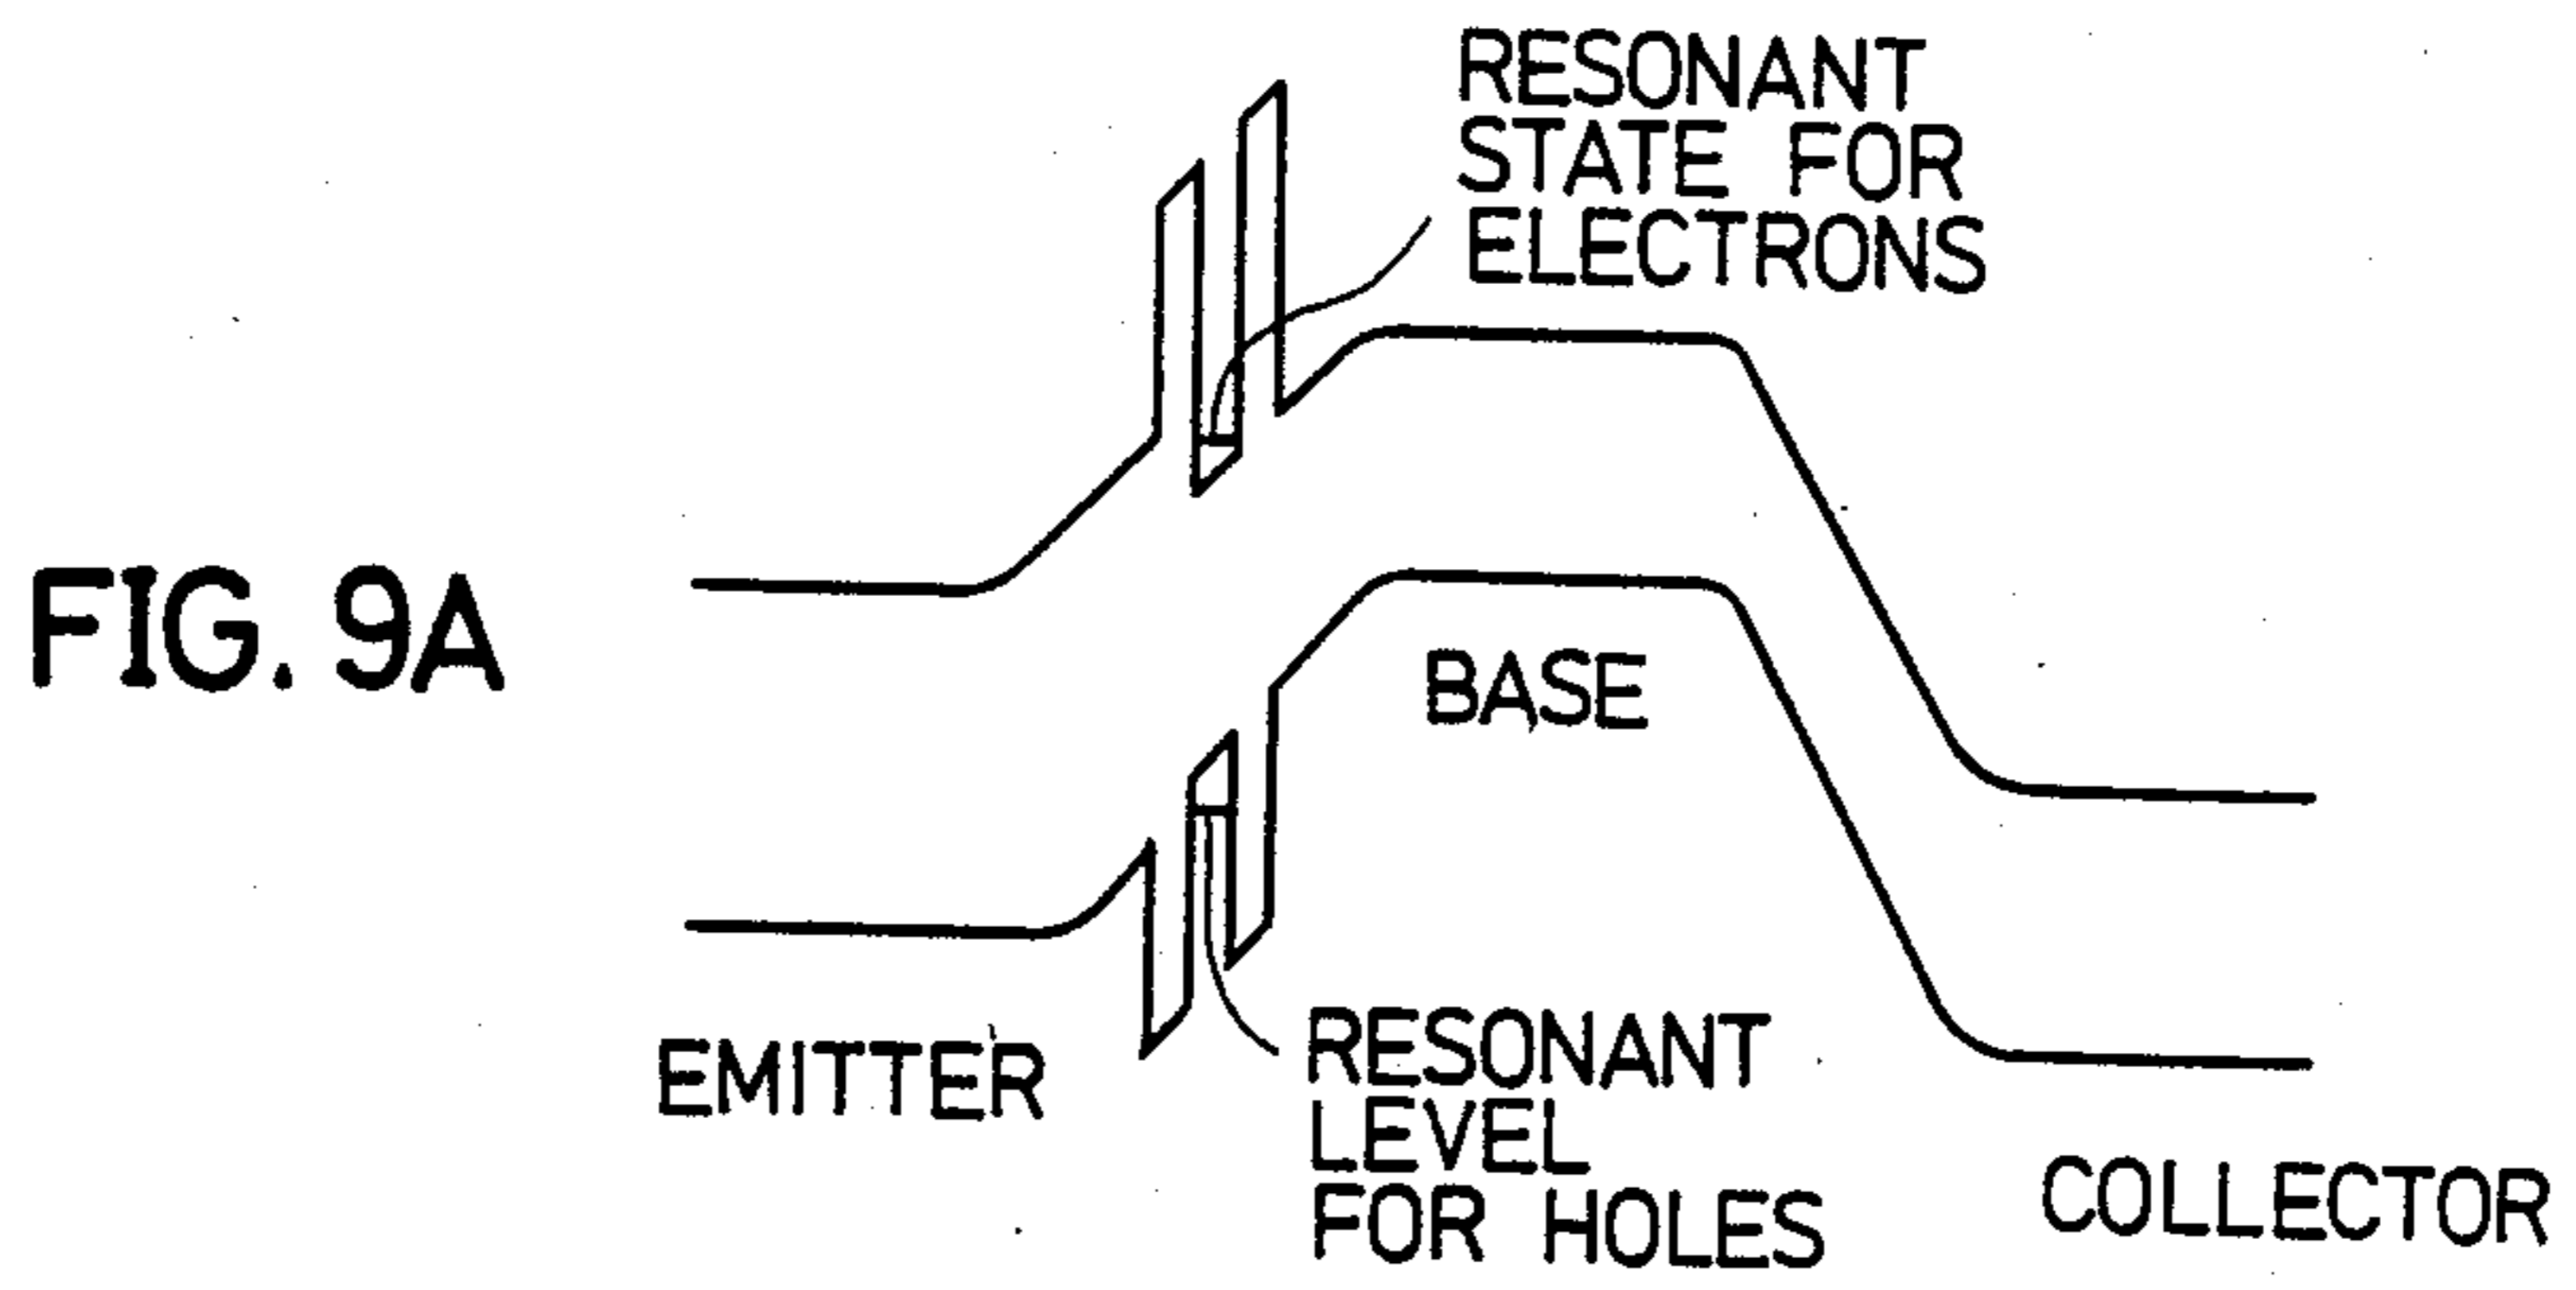 RESONANT
STATE FOR
ELECTRONS
FIG. 9A
BASE
EMITTER
RESONANT
LEVEL
FOR HOLES
COLLECTOR